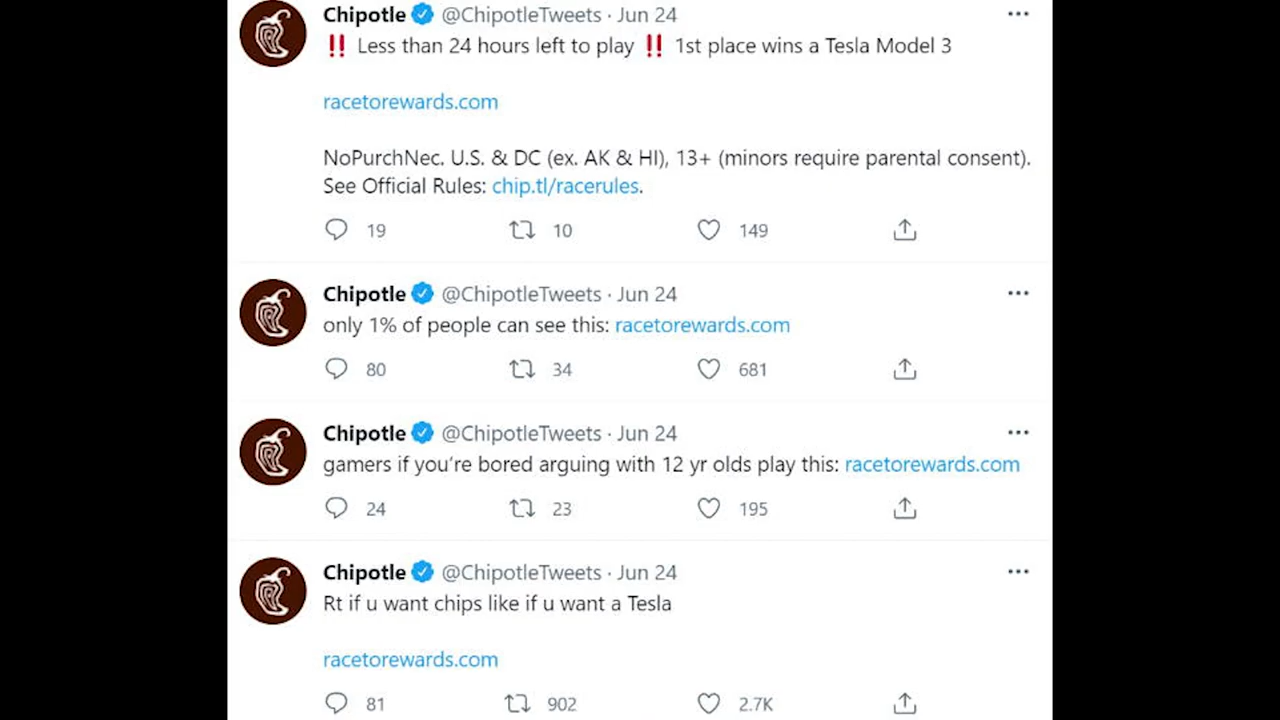 Chipotle @ChipotleTweets · Jun 24
‼️ Less than 24 hours left to play ‼️ 1st place wins a Tesla Model 3
racetorewards.com
NoPurchNec. U.S. & DC (ex. AK & HI), 13+ (minors require parental consent).
See Official Rules: chip.tl/racerules.
19 10 149
Chipotle @ChipotleTweets · Jun 24
only 1% of people can see this: racetorewards.com
80 34 681
Chipotle @ChipotleTweets · Jun 24
gamers if you’re bored arguing with 12 yr olds play this: racetorewards.com
24 23 195
Chipotle @ChipotleTweets · Jun 24
Rt if u want chips like if u want a Tesla
racetorewards.com
81 902 2.7K